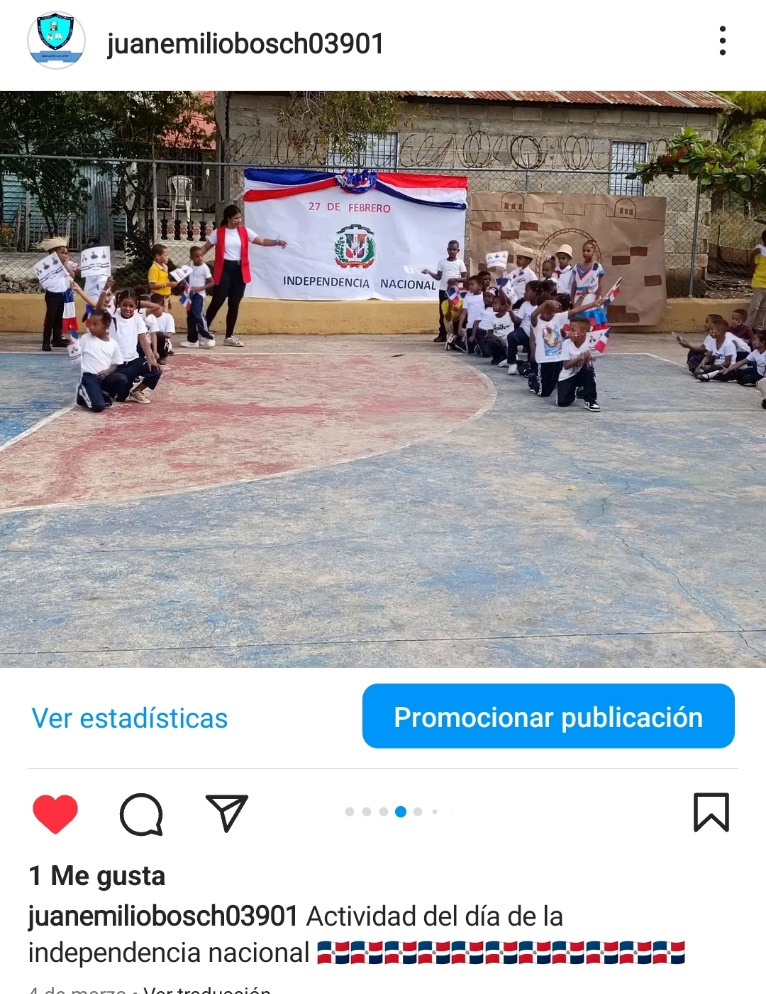 juanemiliobosch03901
27 DE FEBRERO
INDEPENDENCIA NACIONAL
Ver estadísticas
Promocionar publicación
1 Me gusta
juanemiliobosch03901 Actividad del día de la
independencia nacional 🇩🇴🇩🇴🇩🇴🇩🇴🇩🇴🇩🇴🇩🇴🇩🇴🇩🇴🇩🇴🇩🇴
4 de marzo • Ver traducción